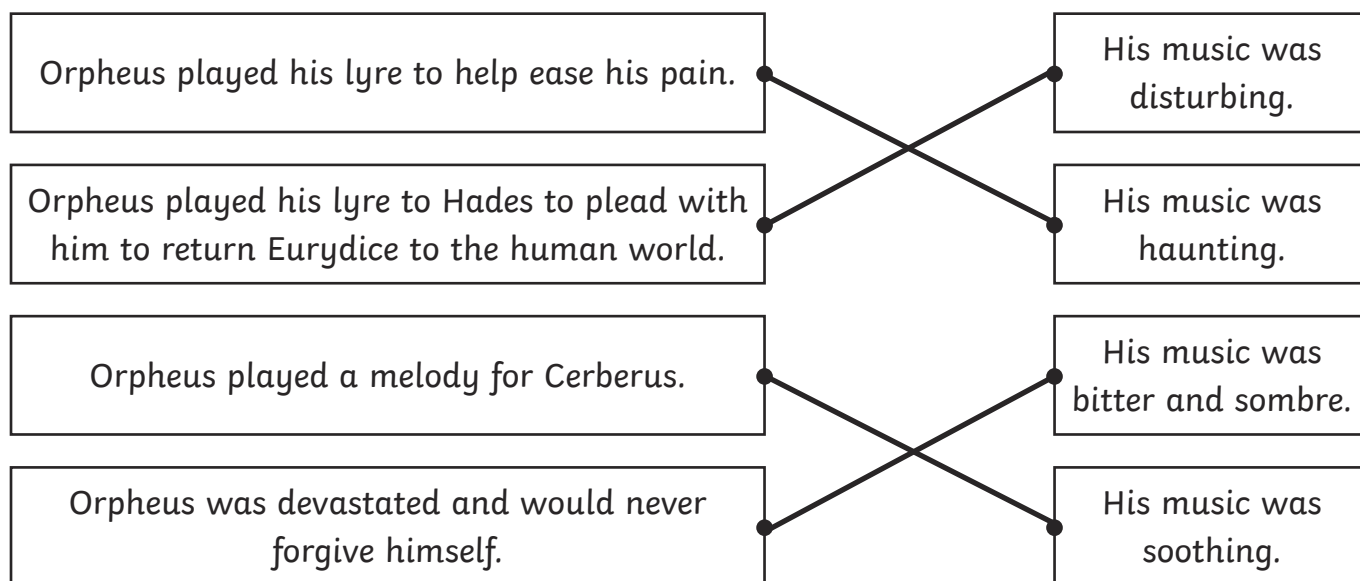 Orpheus played his lyre to help ease his pain.
His music was
disturbing.
Orpheus played his lyre to Hades to plead with
him to return Eurydice to the human world.
His music was
haunting.
Orpheus played a melody for Cerberus.
His music was
bitter and sombre.
Orpheus was devastated and would never
forgive himself.
His music was
soothing.